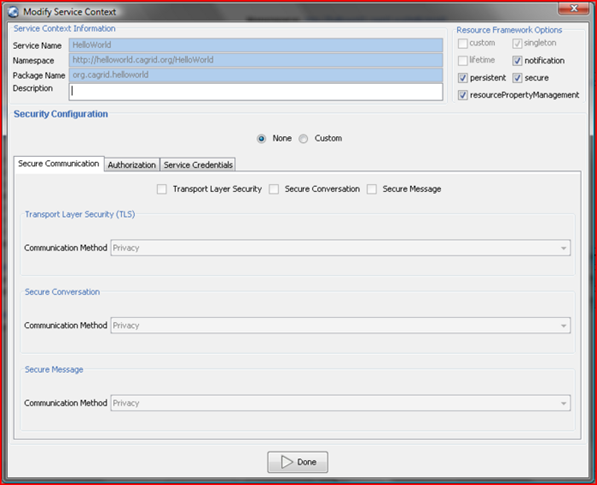 Modify Service Context
Service Context Information
Service Name HelloWorld
Namespace http://helloworld.cagrid.org/HelloWorld
Package Name org.cagrid.helloworld
Description
Resource Framework Options
custom singleton
lifetime notification
persistent secure
resourcePropertyManagement
Security Configuration
None Custom
Secure Communication Authorization Service Credentials
Transport Layer Security Secure Conversation Secure Message
Transport Layer Security (TLS)
Communication Method Privacy
Secure Conversation
Communication Method Privacy
Secure Message
Communication Method Privacy
Done